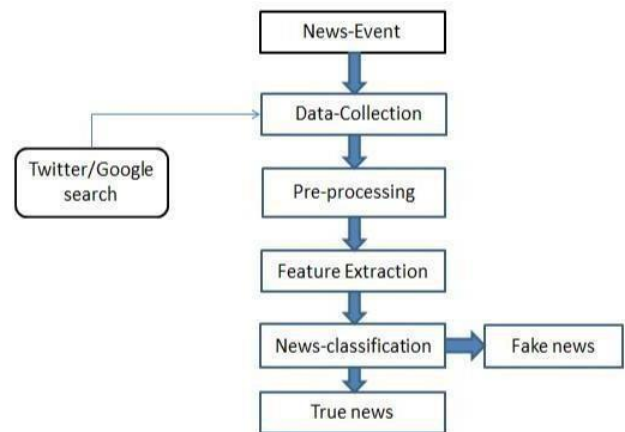 News-Event
Data-Collection
Twitter/Google
search
Pre-processing
Feature Extraction
News-classification
Fake news
True news